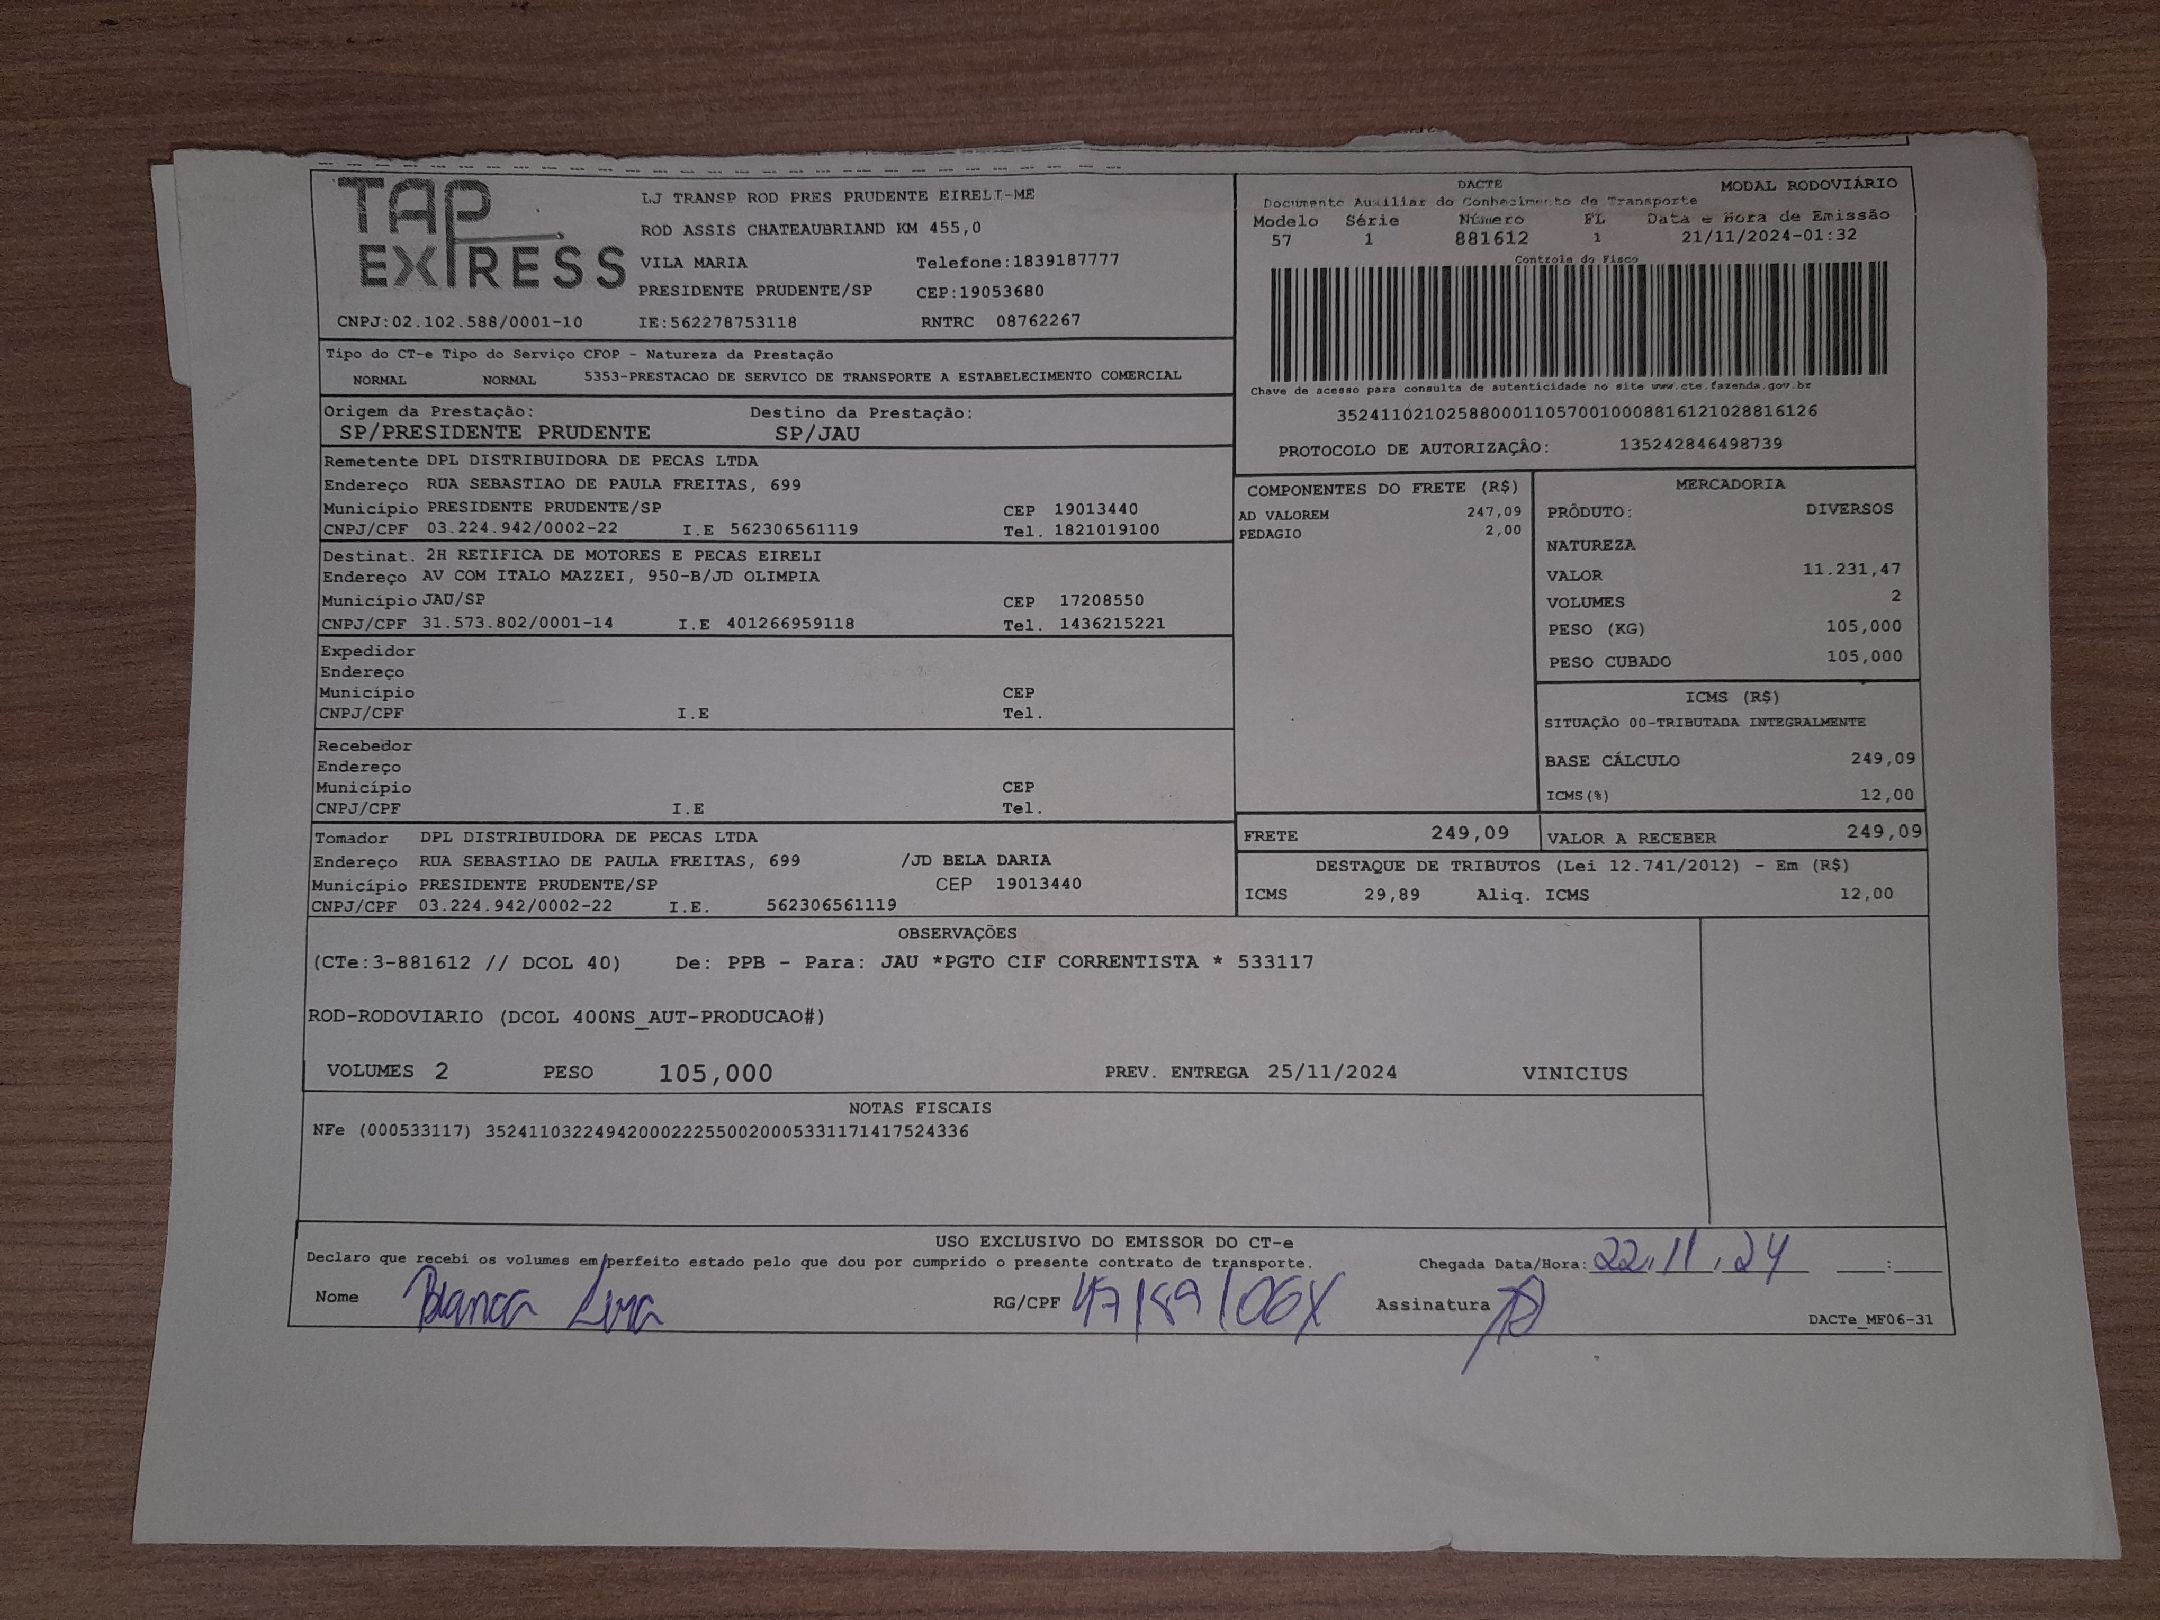 TAP
EXPRESS
LJ TRANSP ROD PRES PRUDENTE EIRELI-ME
ROD ASSIS CHATEAUBRIAND KM 455,0
VILA MARIA Telefone:1839187777
PRESIDENTE PRUDENTE/SP CEP:19053680
CNPJ:02.102.588/0001-10 IE:562278753118 RNTRC 08762267
DACTE MODAL RODOVIÁRIO
Documento Auxiliar do Conhecimento de Transporte
Modelo Série Número FL Data e Hora de Emissão
57 1 881612 1 21/11/2024-01:32
Controle do Fisco
Chave de acesso para consulta de autenticidade no site www.cte.fazenda.gov.br
35241102102588000110570010008816121028816126
PROTOCOLO DE AUTORIZAÇÂO: 135242846498739
Tipo do CT-e Tipo do Serviço CFOP - Natureza da Prestação
NORMAL NORMAL 5353-PRESTACAO DE SERVICO DE TRANSPORTE A ESTABELECIMENTO COMERCIAL
Origem da Prestação: Destino da Prestação:
SP/PRESIDENTE PRUDENTE SP/JAU
Remetente DPL DISTRIBUIDORA DE PECAS LTDA
Endereço RUA SEBASTIAO DE PAULA FREITAS, 699
Município PRESIDENTE PRUDENTE/SP CEP 19013440
CNPJ/CPF 03.224.942/0002-22 I.E 562306561119 Tel. 1821019100
Destinat. 2H RETIFICA DE MOTORES E PECAS EIRELI
Endereço AV COM ITALO MAZZEI, 950-B/JD OLIMPIA
Município JAU/SP CEP 17208550
CNPJ/CPF 31.573.802/0001-14 I.E 401266959118 Tel. 1436215221
Expedidor
Endereço
Município CEP
CNPJ/CPF I.E Tel.
Recebedor
Endereço
Município CEP
CNPJ/CPF I.E Tel.
Tomador DPL DISTRIBUIDORA DE PECAS LTDA
Endereço RUA SEBASTIAO DE PAULA FREITAS, 699 /JD BELA DARIA
Município PRESIDENTE PRUDENTE/SP CEP 19013440
CNPJ/CPF 03.224.942/0002-22 I.E. 562306561119
COMPONENTES DO FRETE (R$)
AD VALOREM 247,09
PEDAGIO 2,00
MERCADORIA
PRÔDUTO: DIVERSOS
NATUREZA
VALOR 11.231,47
VOLUMES 2
PESO (KG) 105,000
PESO CUBADO 105,000
ICMS (R$)
SITUAÇÃO 00-TRIBUTADA INTEGRALMENTE
BASE CÁLCULO 249,09
ICMS(%) 12,00
FRETE 249,09 VALOR A RECEBER 249,09
DESTAQUE DE TRIBUTOS (Lei 12.741/2012) - Em (R$)
ICMS 29,89 Aliq. ICMS 12,00
OBSERVAÇÕES
(CTe:3-881612 // DCOL 40) De: PPB - Para: JAU *PGTO CIF CORRENTISTA * 533117
ROD-RODOVIARIO (DCOL 400NS_AUT-PRODUCAO#)
VOLUMES 2 PESO 105,000 PREV. ENTREGA 25/11/2024 VINICIUS
NOTAS FISCAIS
NFe (000533117) 35241103224942000222550020005331171417524336
USO EXCLUSIVO DO EMISSOR DO CT-e
Declaro que recebi os volumes em perfeito estado pelo que dou por cumprido o presente contrato de transporte. Chegada Data/Hora: 22.11.24 ____:____
Nome Bianca Lima RG/CPF 47189106X Assinatura
DACTe_MF06-31